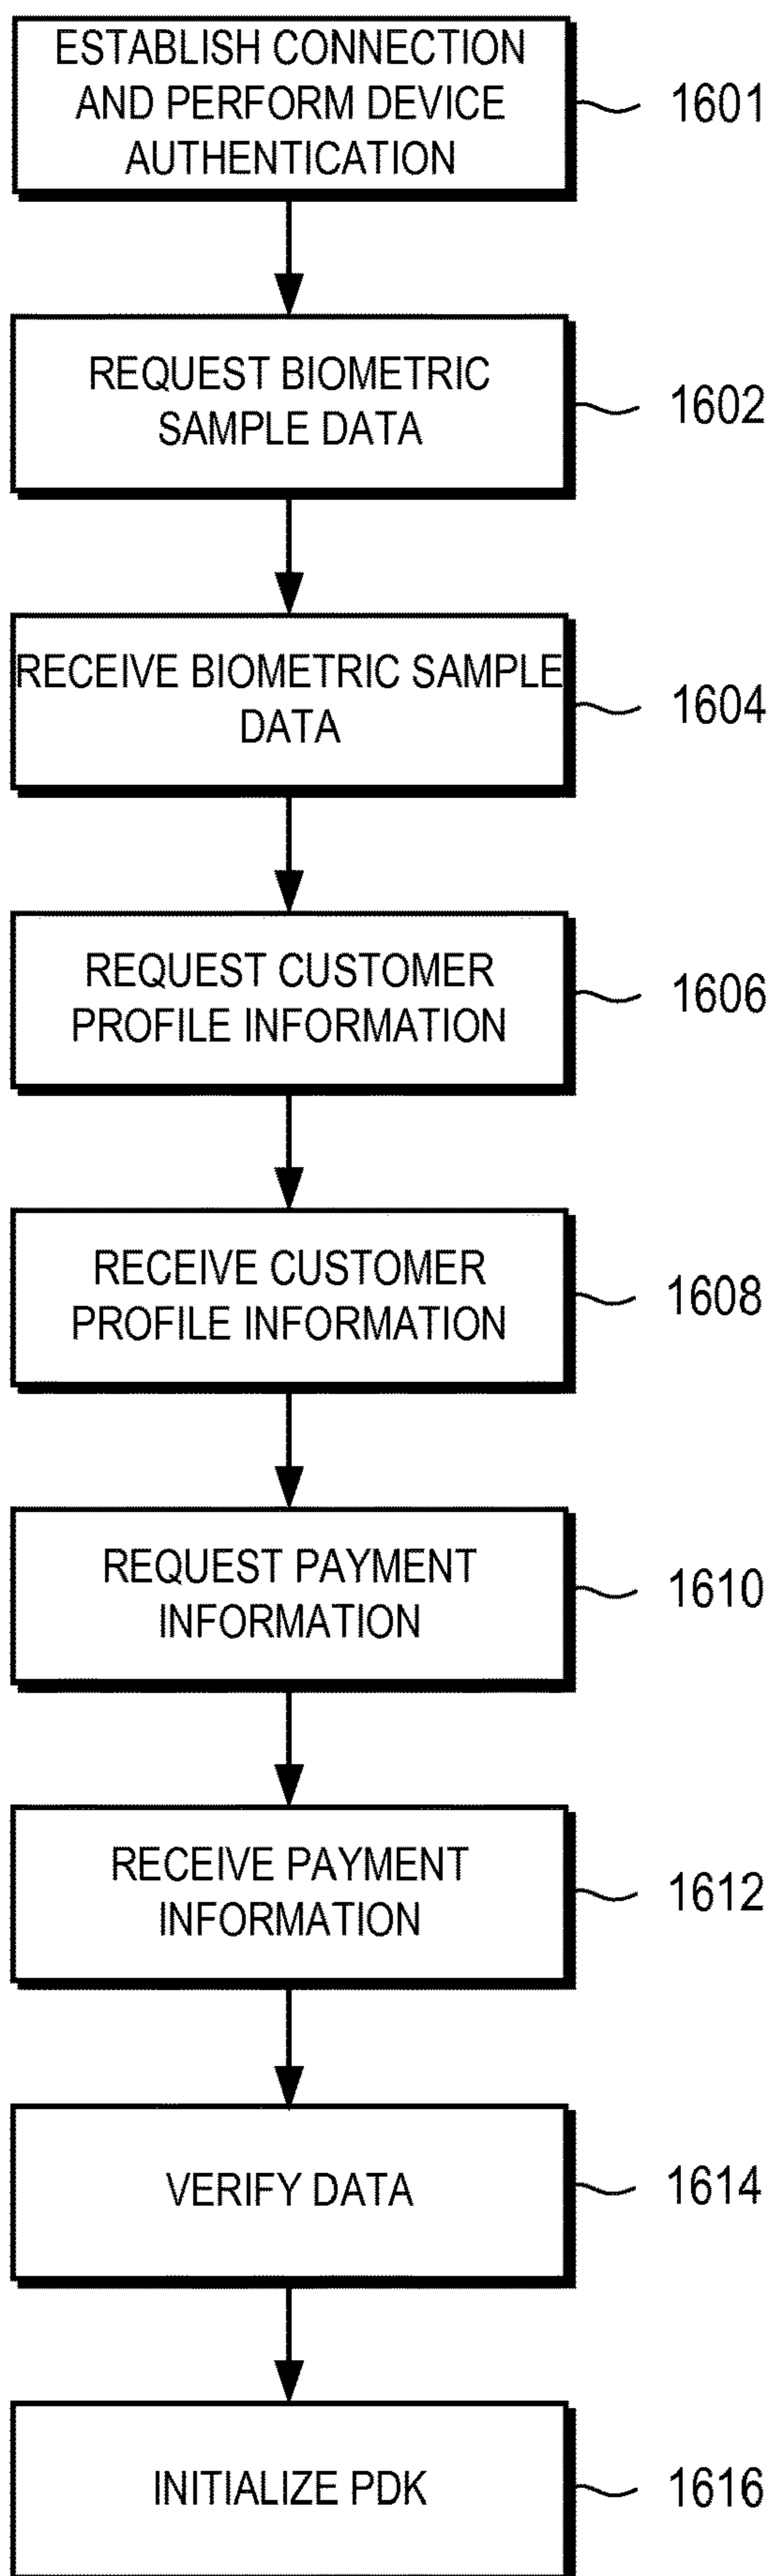 ESTABLISH CONNECTION
AND PERFORM DEVICE
AUTHENTICATION
1601
REQUEST BIOMETRIC
SAMPLE DATA
1602
RECEIVE BIOMETRIC SAMPLE
DATA
1604
REQUEST CUSTOMER
PROFILE INFORMATION
1606
RECEIVE CUSTOMER
PROFILE INFORMATION
1608
REQUEST PAYMENT
INFORMATION
1610
RECEIVE PAYMENT
INFORMATION
1612
VERIFY DATA
1614
INITIALIZE PDK
1616